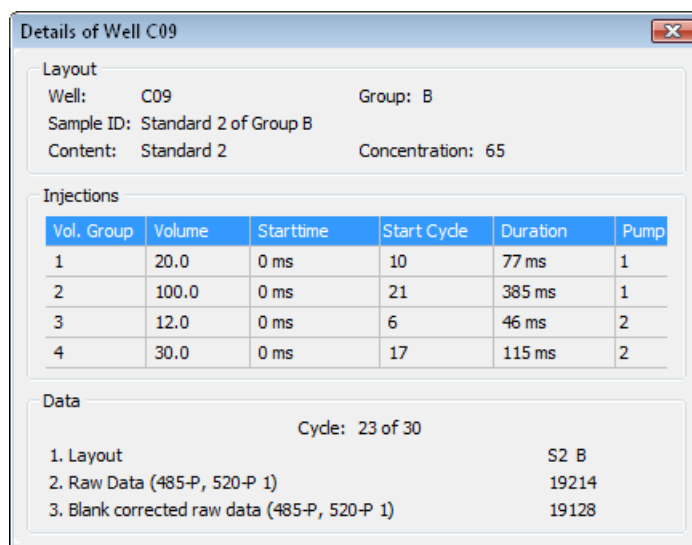 Details of Well C09
Layout
Well: C09 Group: B
Sample ID: Standard 2 of Group B
Content: Standard 2 Concentration: 65
Injections
Vol. Group Volume Starttime Start Cycle Duration Pump
1 20.0 0 ms 10 77 ms 1
2 100.0 0 ms 21 385 ms 1
3 12.0 0 ms 6 46 ms 2
4 30.0 0 ms 17 115 ms 2
Data
Cycle: 23 of 30
1. Layout S2 B
2. Raw Data (485-P, 520-P 1) 19214
3. Blank corrected raw data (485-P, 520-P 1) 19128